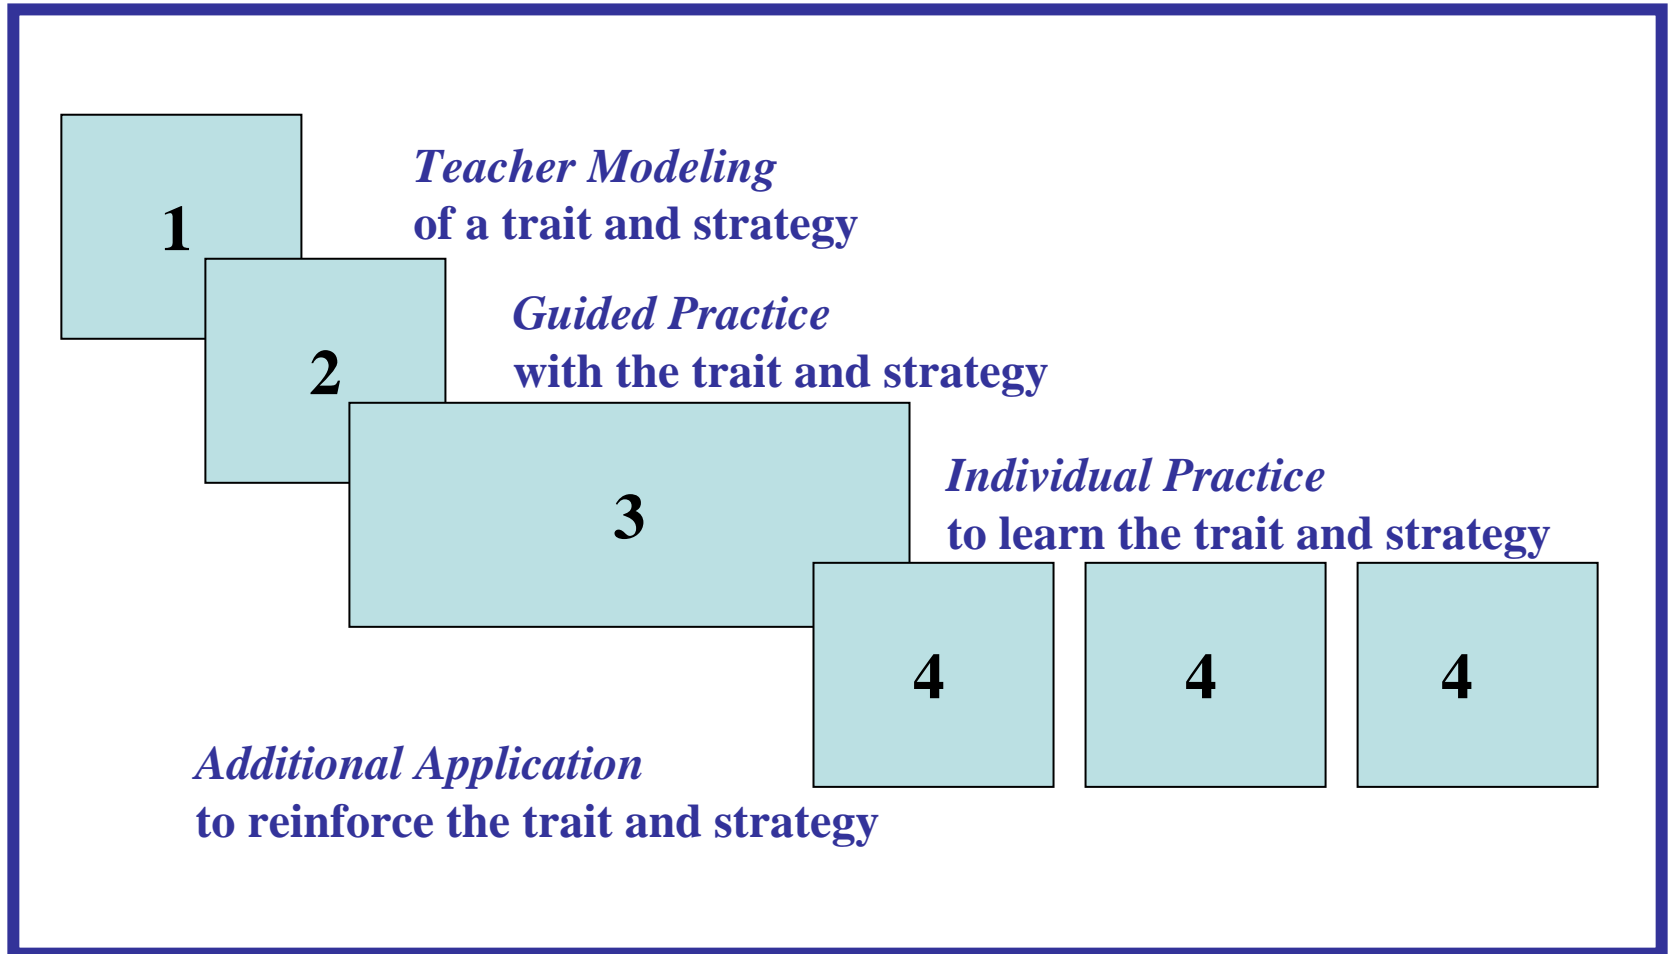 1
Teacher Modeling
of a trait and strategy
2
Guided Practice
with the trait and strategy
3
Individual Practice
to learn the trait and strategy
4 4 4
Additional Application
to reinforce the trait and strategy